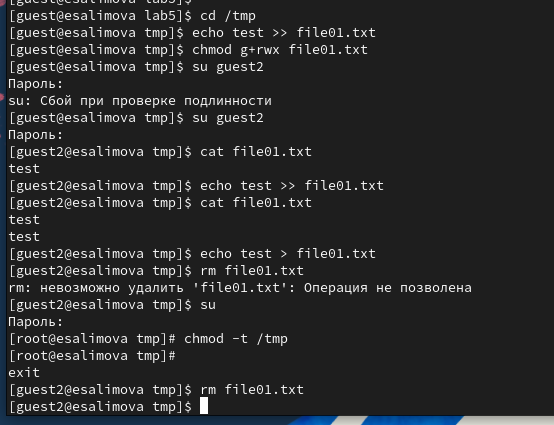 [guest@esalimova lab5]$
[guest@esalimova lab5]$ cd /tmp
[guest@esalimova tmp]$ echo test >> file01.txt
[guest@esalimova tmp]$ chmod g+rwx file01.txt
[guest@esalimova tmp]$ su guest2
Пароль:
su: Сбой при проверке подлинности
[guest@esalimova tmp]$ su guest2
Пароль:
[guest2@esalimova tmp]$ cat file01.txt
test
[guest2@esalimova tmp]$ echo test >> file01.txt
[guest2@esalimova tmp]$ cat file01.txt
test
test
[guest2@esalimova tmp]$ echo test > file01.txt
[guest2@esalimova tmp]$ rm file01.txt
rm: невозможно удалить 'file01.txt': Операция не позволена
[guest2@esalimova tmp]$ su
Пароль:
[root@esalimova tmp]# chmod -t /tmp
[root@esalimova tmp]#
exit
[guest2@esalimova tmp]$ rm file01.txt
[guest2@esalimova tmp]$